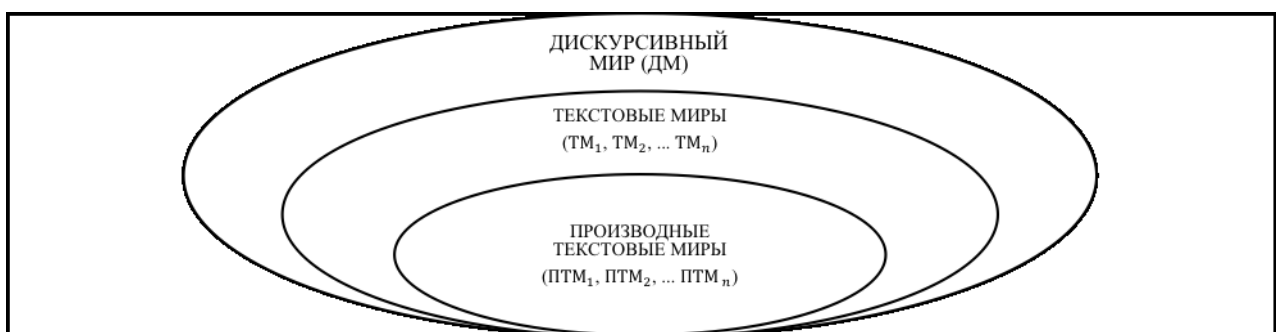 ДИСКУРСИВНЫЙ
МИР (ДМ)
ТЕКСТОВЫЕ МИРЫ
(ТМ₁, ТМ₂, ... ТМₙ)
ПРОИЗВОДНЫЕ
ТЕКСТОВЫЕ МИРЫ
(ПТМ₁, ПТМ₂, ... ПТМₙ)